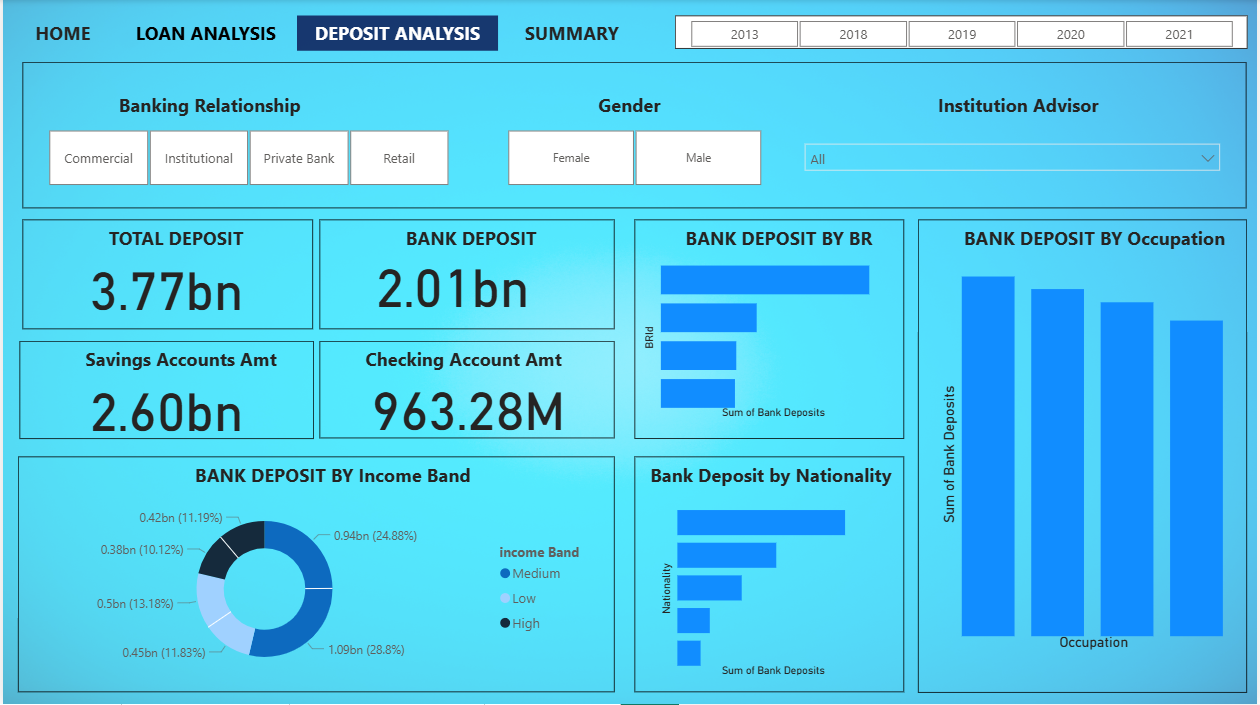 HOME
LOAN ANALYSIS
DEPOSIT ANALYSIS
SUMMARY
2013
2018
2019
2020
2021
Banking Relationship
Commercial
Institutional
Private Bank
Retail
Gender
Female
Male
Institution Advisor
All
TOTAL DEPOSIT
3.77bn
BANK DEPOSIT
2.01bn
Savings Accounts Amt
2.60bn
Checking Account Amt
963.28M
BANK DEPOSIT BY BR
BRId
Sum of Bank Deposits
BANK DEPOSIT BY Occupation
Sum of Bank Deposits
Occupation
BANK DEPOSIT BY Income Band
0.42bn (11.19%)
0.94bn (24.88%)
0.38bn (10.12%)
0.5bn (13.18%)
0.45bn (11.83%)
1.09bn (28.8%)
income Band
Medium
Low
High
Bank Deposit by Nationality
Nationality
Sum of Bank Deposits